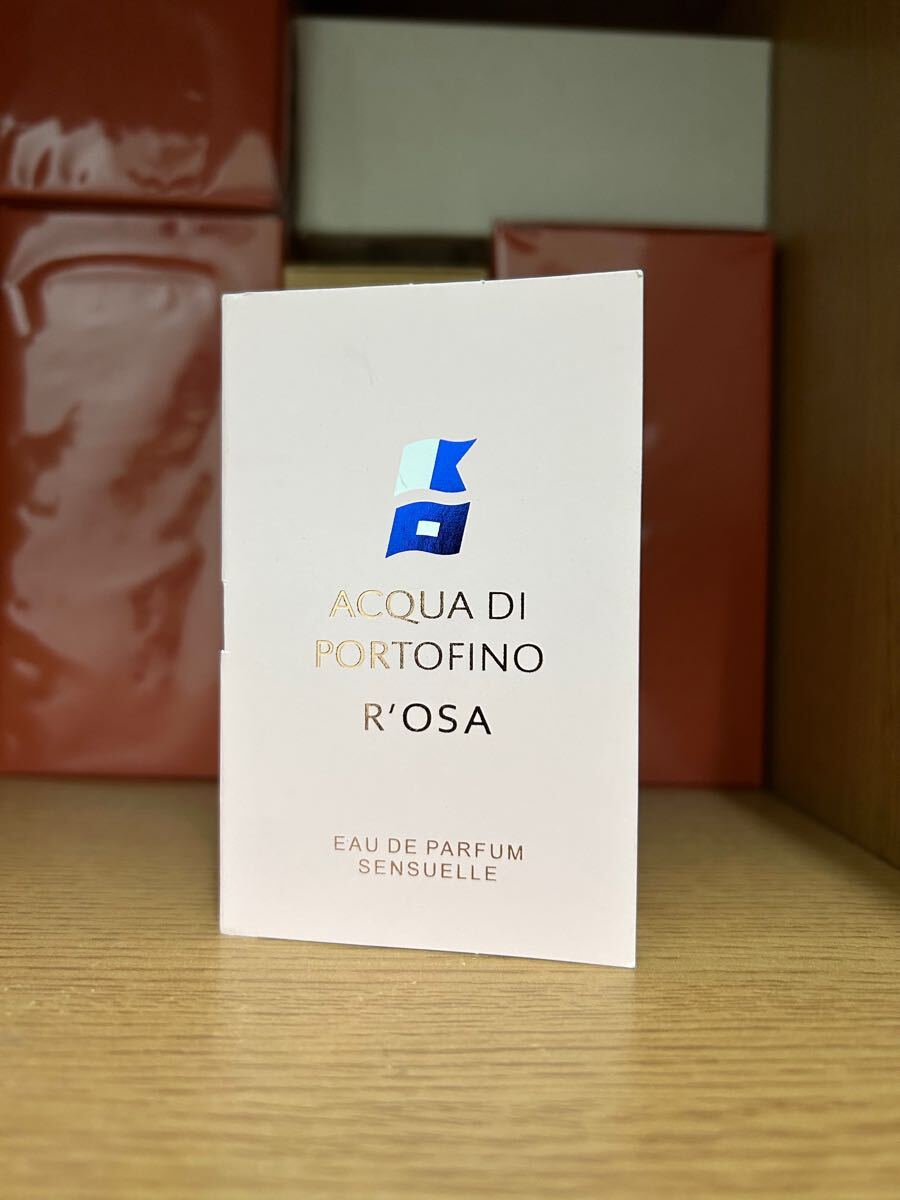 ACQUA DI
PORTOFINO
R'OSA
EAU DE PARFUM
SENSUELLE